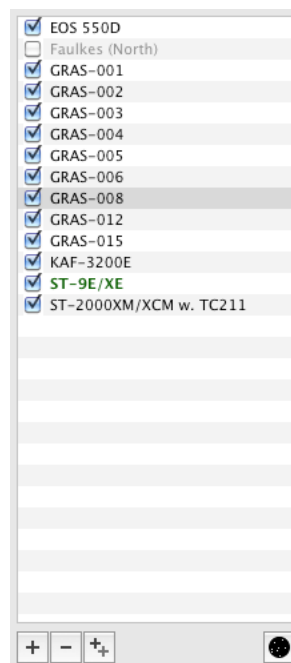 EOS 550D
Faulkes (North)
GRAS-001
GRAS-002
GRAS-003
GRAS-004
GRAS-005
GRAS-006
GRAS-008
GRAS-012
GRAS-015
KAF-3200E
ST-9E/XE
ST-2000XM/XCM w. TC211